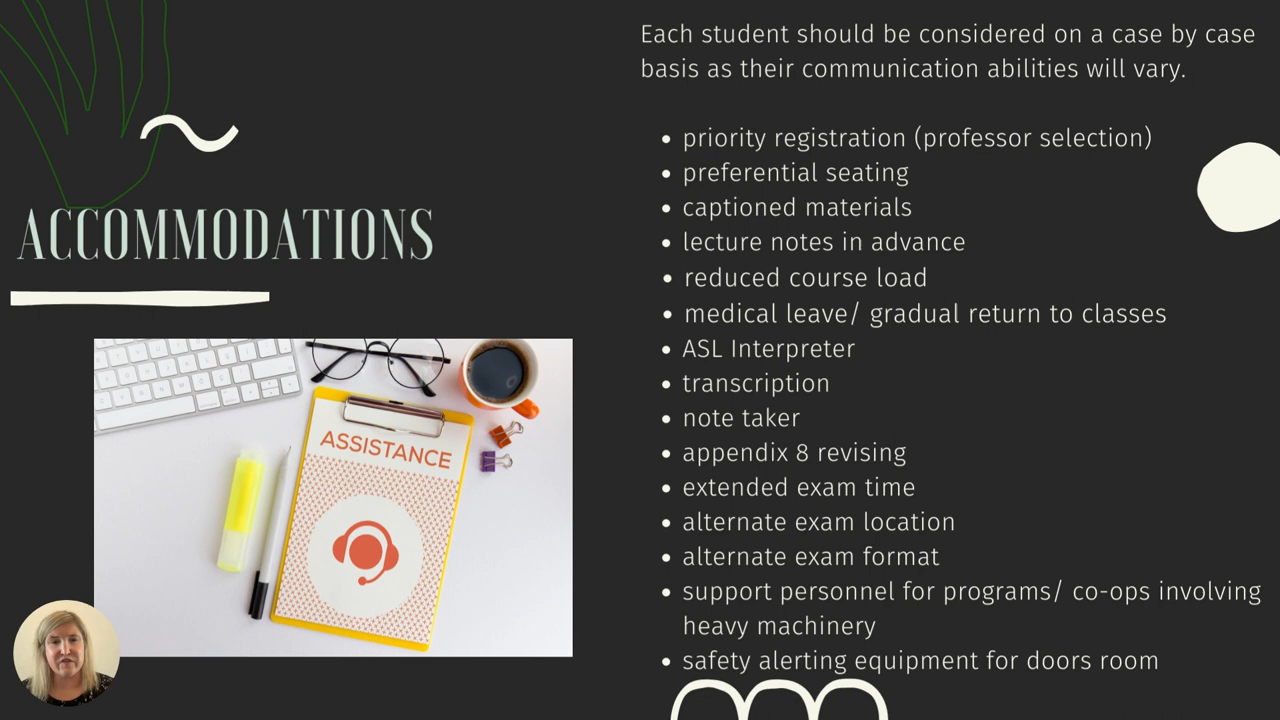 Each student should be considered on a case by case
basis as their communication abilities will vary.
ACCOMMODATIONS
priority registration (professor selection)
preferential seating
captioned materials
lecture notes in advance
reduced course load
medical leave/ gradual return to classes
ASL Interpreter
transcription
note taker
appendix 8 revising
extended exam time
alternate exam location
alternate exam format
support personnel for programs/ co-ops involving
heavy machinery
safety alerting equipment for doors room
ASSISTANCE